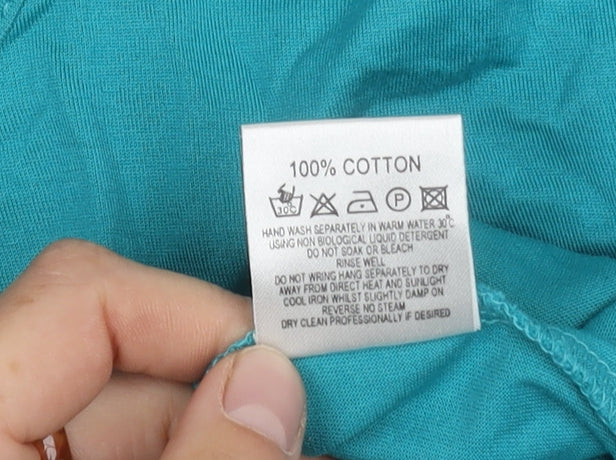 100% COTTON
30°C
P
HAND WASH SEPARATELY IN WARM WATER 30°C
USING NON BIOLOGICAL LIQUID DETERGENT
DO NOT SOAK OR BLEACH
RINSE WELL
DO NOT WRING HANG SEPARATELY TO DRY
AWAY FROM DIRECT HEAT AND SUNLIGHT
COOL IRON WHILST SLIGHTLY DAMP ON
REVERSE NO STEAM
DRY CLEAN PROFESSIONALLY IF DESIRED